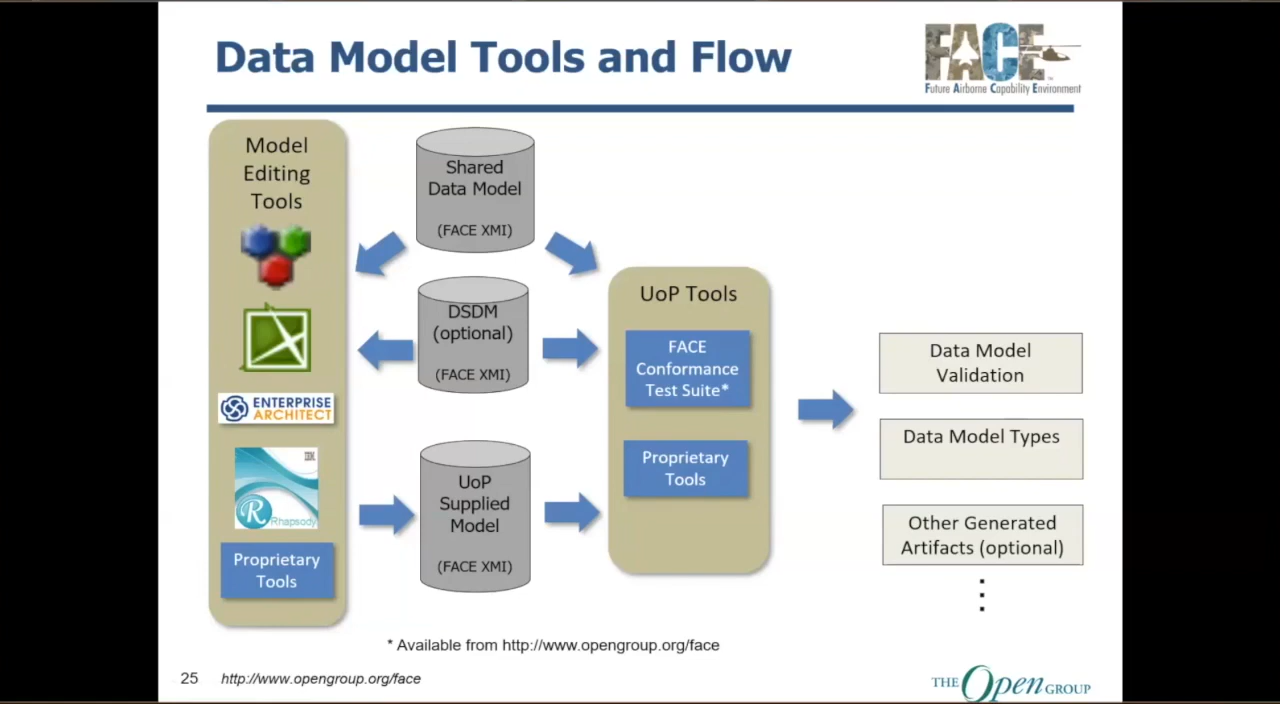 Data Model Tools and Flow
FACE
Future Airborne Capability Environment
Model
Editing
Tools
ENTERPRISE
ARCHITECT
IBM
R
Rhapsody
Proprietary
Tools
Shared
Data Model
(FACE XMI)
DSDM
(optional)
(FACE XMI)
UoP
Supplied
Model
(FACE XMI)
UoP Tools
FACE
Conformance
Test Suite*
Proprietary
Tools
Data Model
Validation
Data Model Types
Other Generated
Artifacts (optional)
* Available from http://www.opengroup.org/face
25
http://www.opengroup.org/face
THE Open GROUP